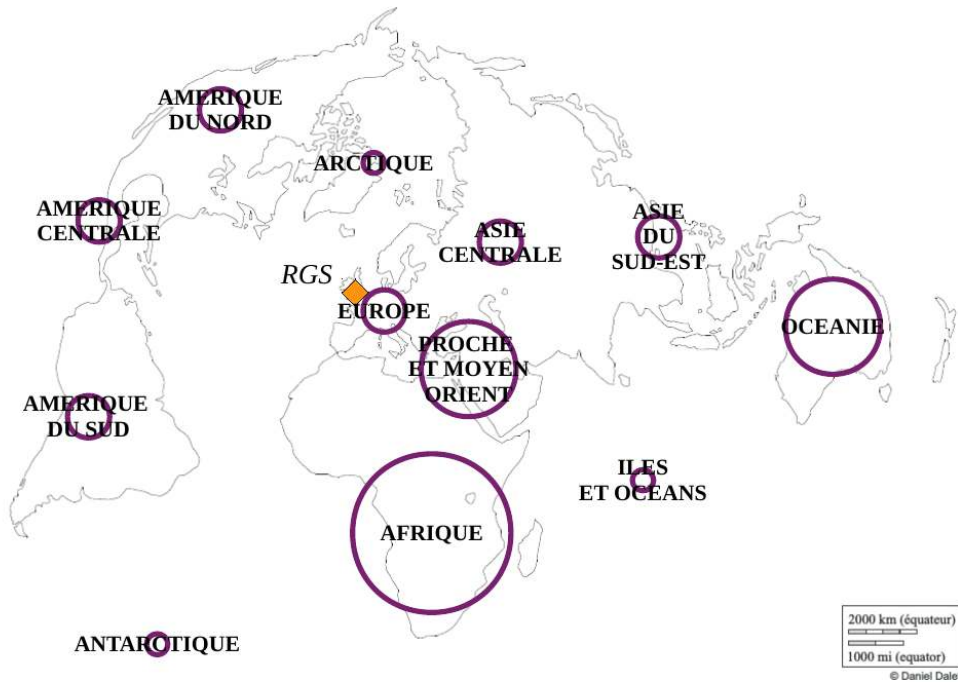 AMERIQUE
DU NORD
ARCTIQUE
AMERIQUE
CENTRALE
ASIE
CENTRALE
ASIE
DU
SUD-EST
RGS
EUROPE
OCEANIE
PROCHE
ET MOYEN
ORIENT
AMERIQUE
DU SUD
ILES
ET OCEANS
AFRIQUE
ANTARCTIQUE
2000 km (équateur)
1000 mi (equator)
© Daniel Dale